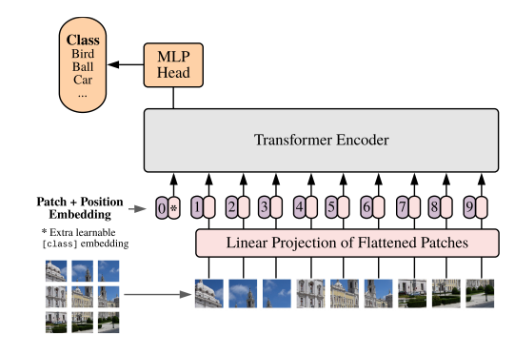 Class
Bird
Ball
Car
...
MLP
Head
Transformer Encoder
Patch + Position
Embedding
* Extra learnable
[class] embedding
0 * 1 2 3 4 5 6 7 8 9
Linear Projection of Flattened Patches